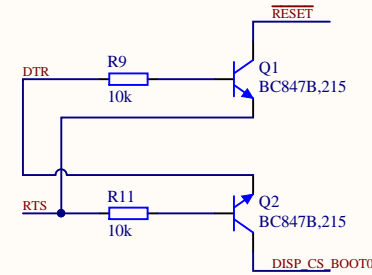 RESET
R9
DTR
Q1
BC847B,215
10k
R11
RTS
Q2
BC847B,215
10k
DISP_CS_BOOT0